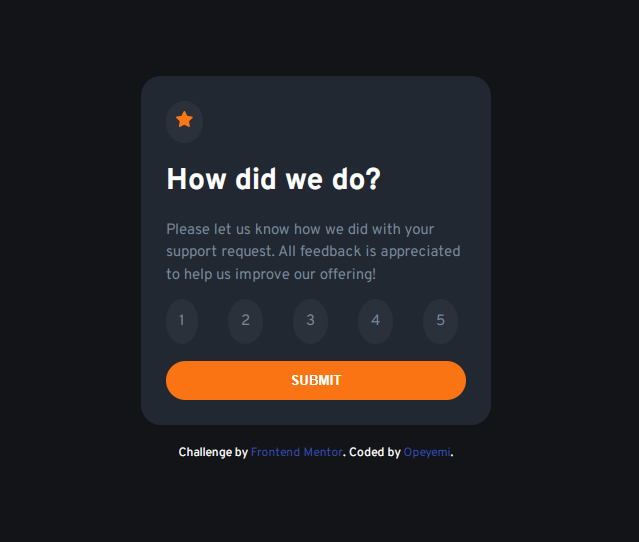 How did we do?
Please let us know how we did with your
support request. All feedback is appreciated
to help us improve our offering!
1 2 3 4 5
SUBMIT
Challenge by Frontend Mentor. Coded by Opeyemi.